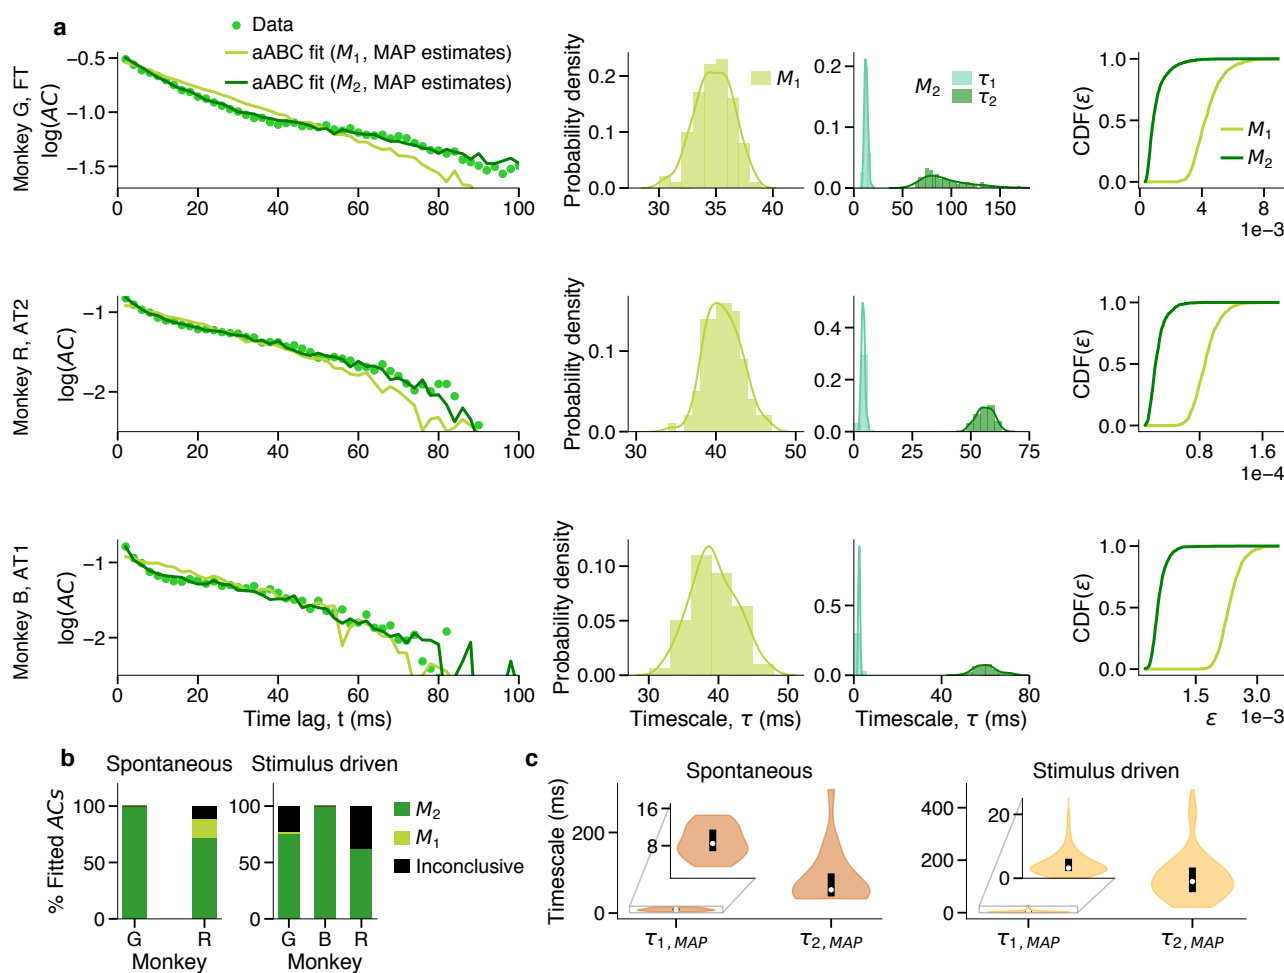 a
Data
aABC fit (M₁, MAP estimates)
aABC fit (M₂, MAP estimates)
Monkey G, FT
log(AC)
−0.5
−1.0
−1.5
0 20 40 60 80 100
Probability density
0.2
0.1
0.0
30 35 40
M₁
0.2
0.1
0.0
0 50 100 150
M₂
τ₁
τ₂
CDF(ε)
1.0
0.5
0.0
0 4 8
1e−3
M₁
M₂
Monkey R, AT2
log(AC)
−1
−2
0 20 40 60 80 100
Probability density
0.1
0.0
30 40 50
0.4
0.2
0.0
0 25 50 75
CDF(ε)
1.0
0.5
0.0
0.8 1.6
1e−4
Monkey B, AT1
log(AC)
−1
−2
0 20 40 60 80 100
Time lag, t (ms)
Probability density
0.10
0.05
0.00
30 40 50
Timescale, τ (ms)
0.5
0.0
0 40 80
Timescale, τ (ms)
CDF(ε)
1.0
0.5
0.0
1.5 3.0
ε 1e−3
b
Spontaneous
Stimulus driven
% Fitted ACs
100
50
0
G R
100
50
0
G B R
Monkey
Monkey
M₂
M₁
Inconclusive
c
Spontaneous
Timescale (ms)
200
0
16
8
τ₁, MAP τ₂, MAP
Stimulus driven
400
200
0
20
0
τ₁, MAP τ₂, MAP